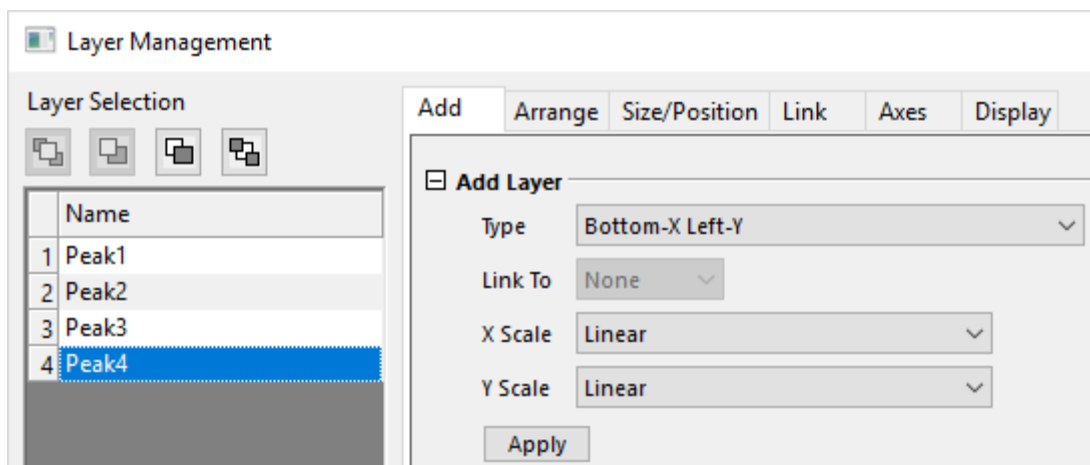 Layer Management
Layer Selection
Add Arrange Size/Position Link Axes Display
Add Layer
Name
Type Bottom-X Left-Y
1 Peak1
2 Peak2
Link To None
3 Peak3
X Scale Linear
4 Peak4
Y Scale Linear
Apply